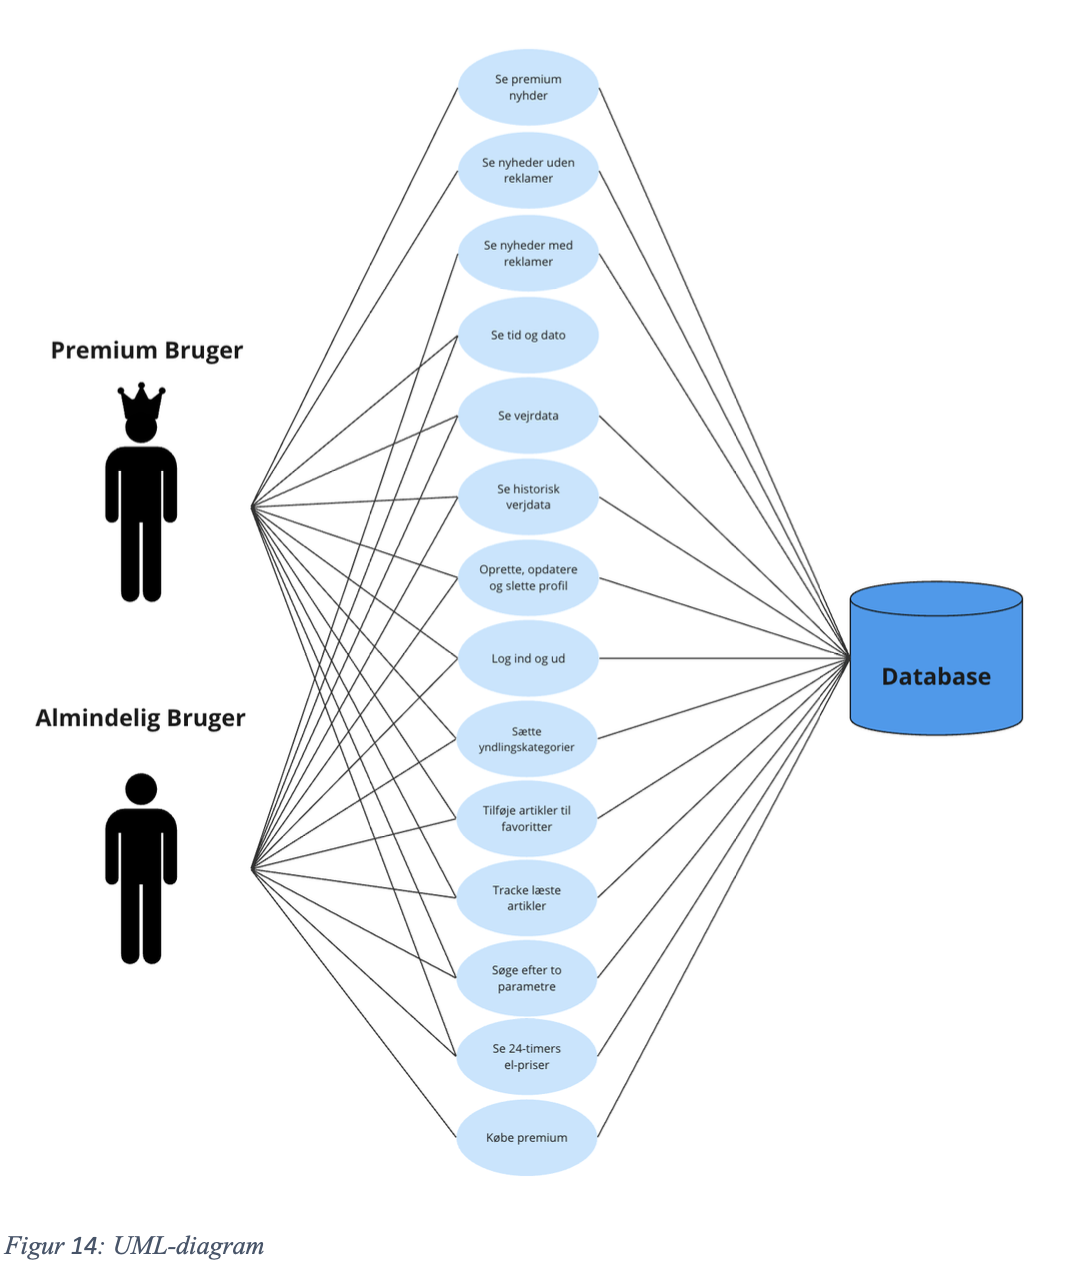 Se premium
nyhder
Se nyheder uden
reklamer
Se nyheder med
reklamer
Se tid og dato
Premium Bruger
Se vejrdata
Se historisk
verjdata
Oprette, opdatere
og slette profil
Log ind og ud
Database
Almindelig Bruger
Sætte
yndlingskategorier
Tilføje artikler til
favoritter
Tracke læste
artikler
Søge efter to
parametre
Se 24-timers
el-priser
Købe premium
Figur 14: UML-diagram